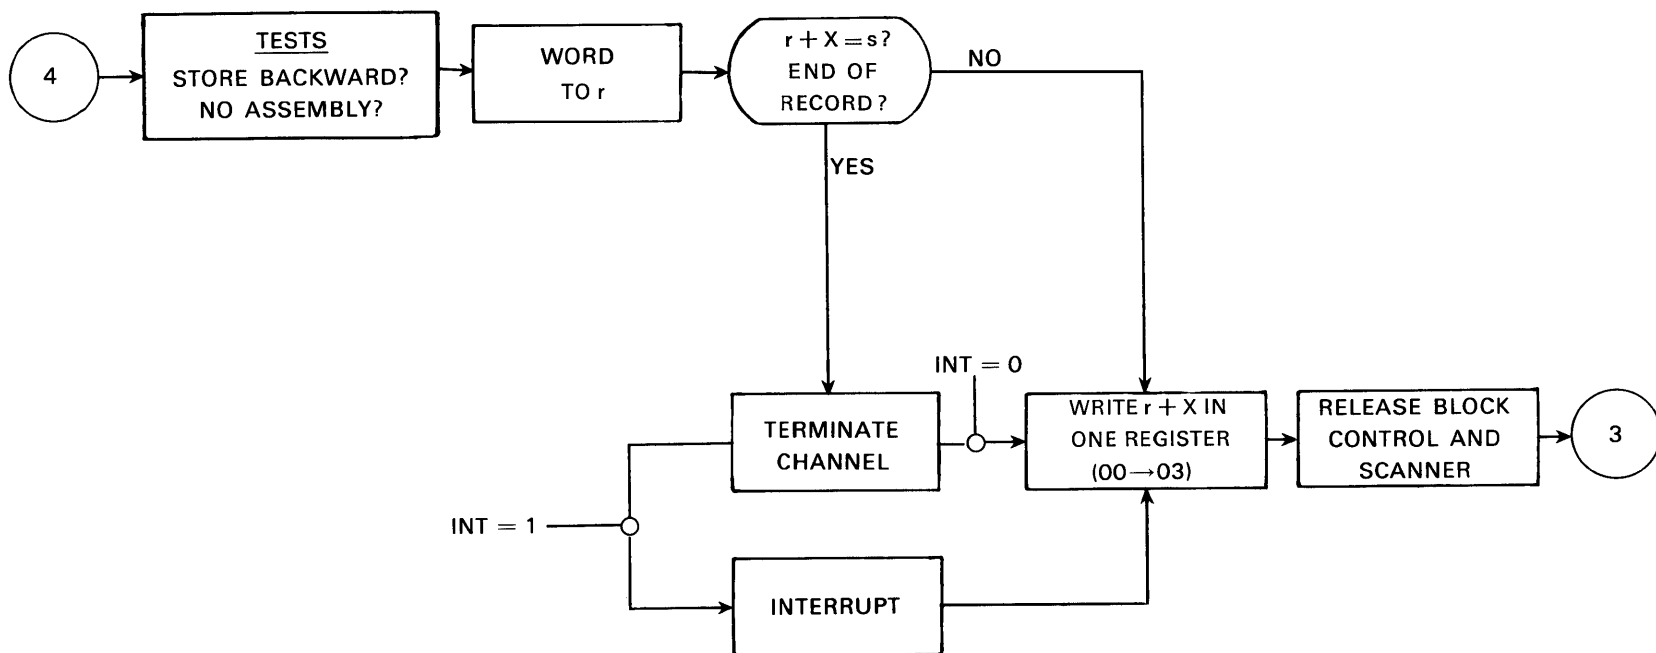 4
TESTS
STORE BACKWARD?
NO ASSEMBLY?
WORD
TO r
r + X = s?
END OF
RECORD?
NO
YES
INT = 0
TERMINATE
CHANNEL
WRITE r + X IN
ONE REGISTER
(00→03)
RELEASE BLOCK
CONTROL AND
SCANNER
3
INT = 1
INTERRUPT